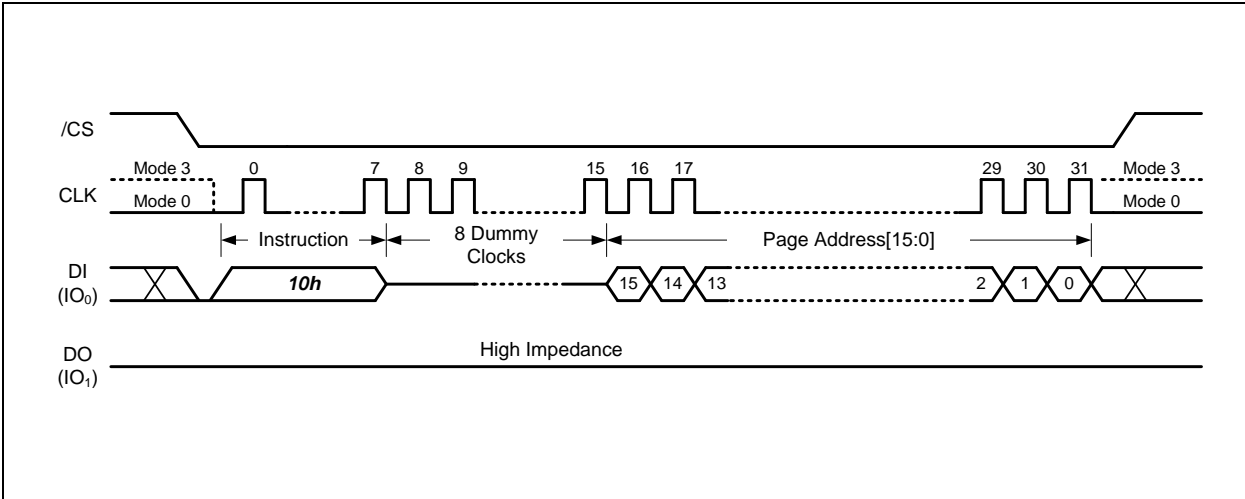 /CS
Mode 3 0 7 8 9 15 16 17 29 30 31 Mode 3
CLK
Mode 0 Mode 0
Instruction 8 Dummy Clocks Page Address[15:0]
DI
(IO0)
10h 15 14 13 2 1 0
High Impedance
DO
(IO1)